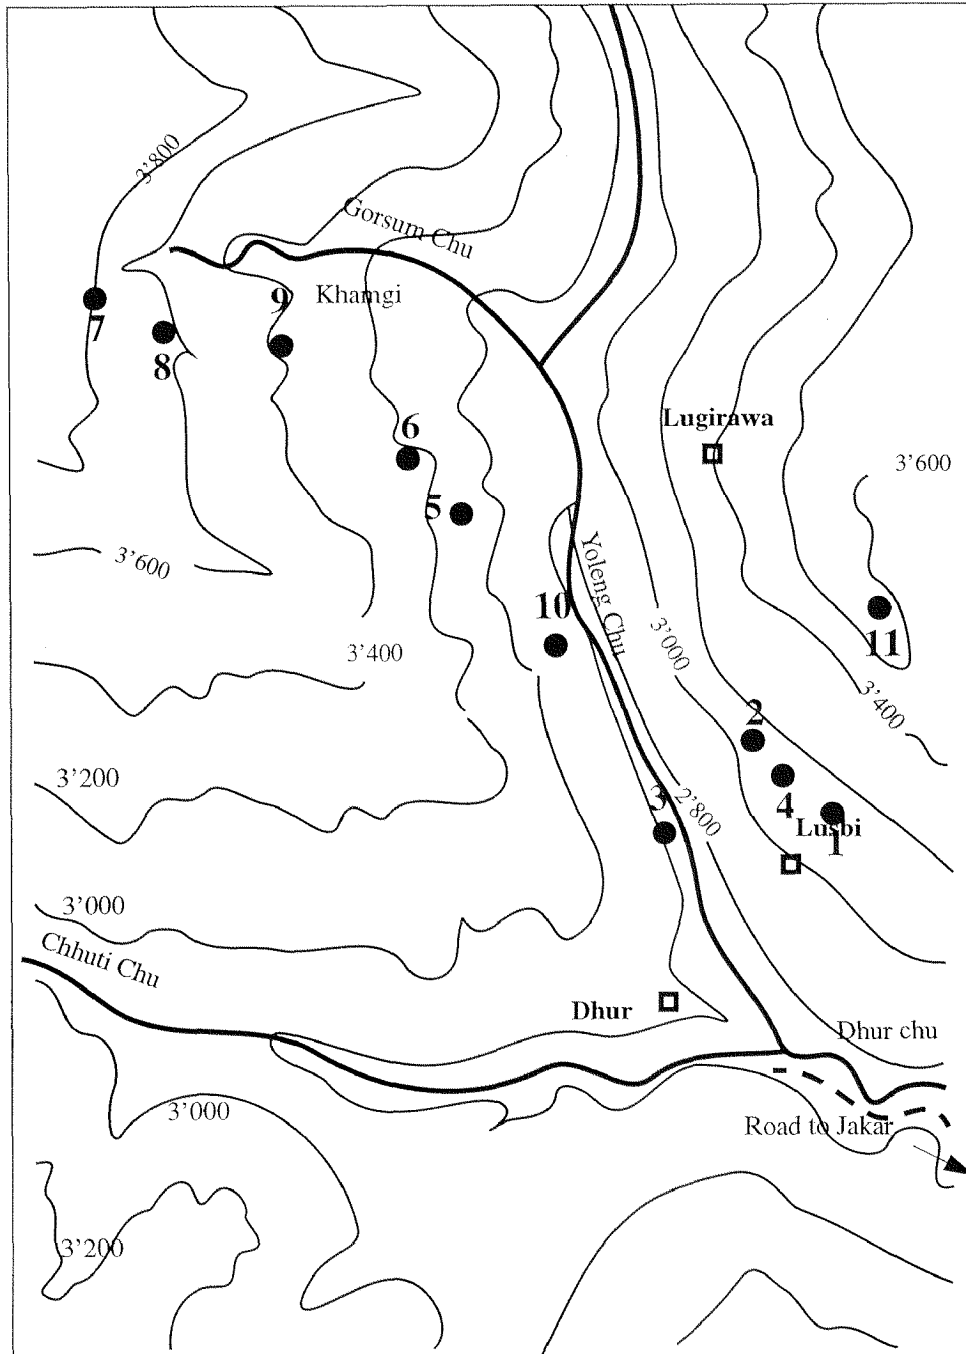 3'800
Gorsum Chu
9
Khamgi
7
8
Lugirawa
6
3'600
5
Yoleng Chu
3'600
10
3'000
11
3'400
3'400
2
3'200
3
2'800
4
Lusbi
1
3'000
Chhuti Chu
Dhur
Dhur chu
3'000
Road to Jakar
3'200